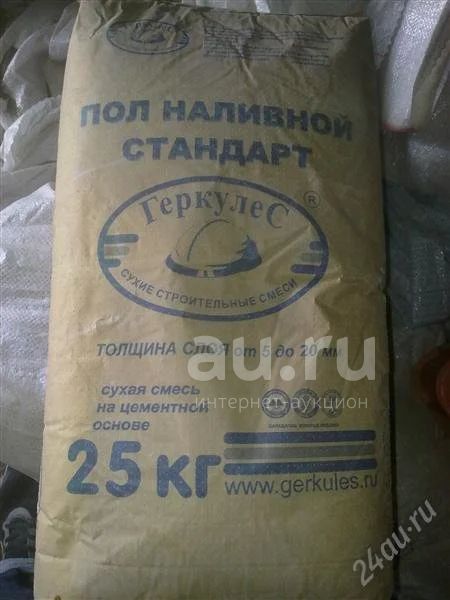 ПОЛ НАЛИВНОЙ
СТАНДАРТ
ГеркулеС ®
СУХИЕ СТРОИТЕЛЬНЫЕ СМЕСИ
ТОЛЩИНА СЛОЯ от 5 до 20 мм
au.ru
интернет-аукцион
сухая смесь
на цементной
основе
25 КГ
www.gerkules.ru
24au.ru